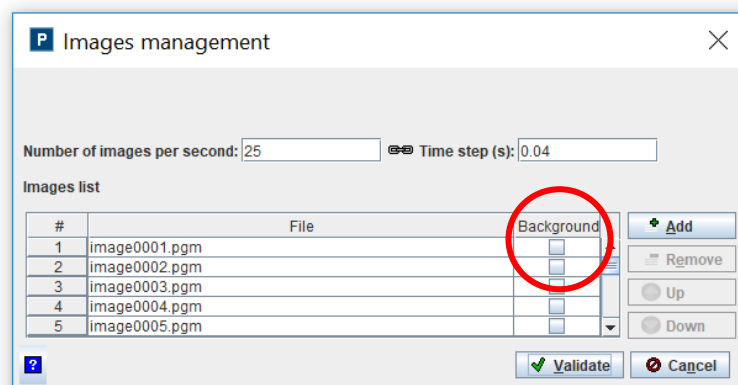 P Images management
Number of images per second: 25 Time step (s): 0.04
Images list
# File Background
1 image0001.pgm
2 image0002.pgm
3 image0003.pgm
4 image0004.pgm
5 image0005.pgm
Add
Remove
Up
Down
? Validate Cancel